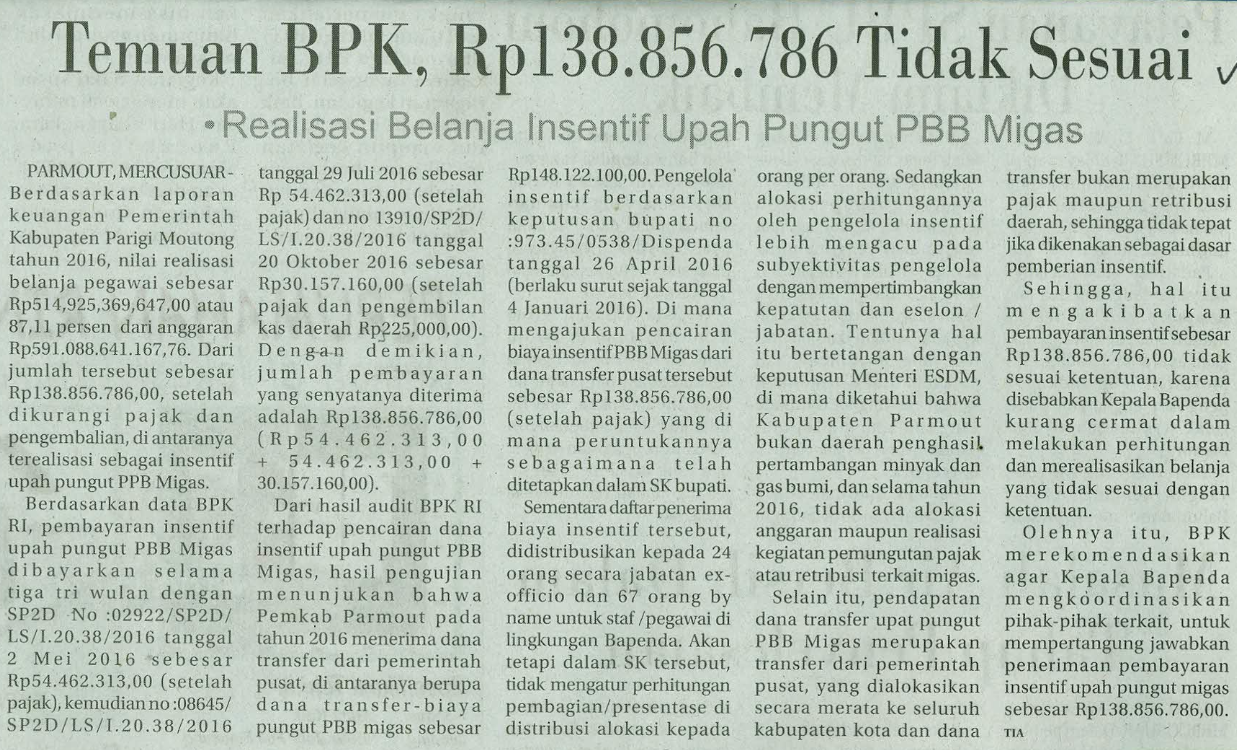 Temuan BPK, Rp138.856.786 Tidak Sesuai
•Realisasi Belanja Insentif Upah Pungut PBB Migas
PARMOUT, MERCUSUAR-
Berdasarkan laporan
keuangan Pemerintah
Kabupaten Parigi Moutong
tahun 2016, nilai realisasi
belanja pegawai sebesar
Rp514,925,369,647,00 atau
87,11 persen dari anggaran
Rp591.088.641.167,76. Dari
jumlah tersebut sebesar
Rp138.856.786,00, setelah
dikurangi pajak dan
pengembalian, di antaranya
terealisasi sebagai insentif
upah pungut PPB Migas.
Berdasarkan data BPK
RI, pembayaran insentif
upah pungut PBB Migas
dibayarkan selama
tiga tri wulan dengan
SP2D No :02922/SP2D/
LS/I.20.38/2016 tanggal
2 Mei 2016 sebesar
Rp54.462.313,00 (setelah
pajak), kemudian no :08645/
SP2D/LS/I.20.38/2016
tanggal 29 Juli 2016 sebesar
Rp 54.462.313,00 (setelah
pajak) dan no 13910/SP2D/
LS/I.20.38/2016 tanggal
20 Oktober 2016 sebesar
Rp30.157.160,00 (setelah
pajak dan pengembilan
kas daerah Rp225,000,00).
Dengan demikian,
jumlah pembayaran
yang senyatanya diterima
adalah Rp138.856.786,00
(Rp54.462.313,00
+ 54.462.313,00 +
30.157.160,00).
Dari hasil audit BPK RI
terhadap pencairan dana
insentif upah pungut PBB
Migas, hasil pengujian
menunjukan bahwa
Pemkab Parmout pada
tahun 2016 menerima dana
transfer dari pemerintah
pusat, di antaranya berupa
dana transfer-biaya
pungut PBB migas sebesar
Rp148.122.100,00. Pengelola
insentif berdasarkan
keputusan bupati no
:973.45/0538/Dispenda
tanggal 26 April 2016
(berlaku surut sejak tanggal
4 Januari 2016). Di mana
mengajukan pencairan
biaya insentif PBB Migas dari
dana transfer pusat tersebut
sebesar Rp138.856.786,00
(setelah pajak) yang di
mana peruntukannya
sebagaimana telah
ditetapkan dalam SK bupati.
Sementara daftar penerima
biaya insentif tersebut,
didistribusikan kepada 24
orang secara jabatan ex-
officio dan 67 orang by
name untuk staf /pegawai di
lingkungan Bapenda. Akan
tetapi dalam SK tersebut,
tidak mengatur perhitungan
pembagian/presentase di
distribusi alokasi kepada
orang per orang. Sedangkan
alokasi perhitungannya
oleh pengelola insentif
lebih mengacu pada
subyektivitas pengelola
dengan mempertimbangkan
kepatutan dan eselon /
jabatan. Tentunya hal
itu bertetangan dengan
keputusan Menteri ESDM,
di mana diketahui bahwa
Kabupaten Parmout
bukan daerah penghasil
pertambangan minyak dan
gas bumi, dan selama tahun
2016, tidak ada alokasi
anggaran maupun realisasi
kegiatan pemungutan pajak
atau retribusi terkait migas.
Selain itu, pendapatan
dana transfer upat pungut
PBB Migas merupakan
transfer dari pemerintah
pusat, yang dialokasikan
secara merata ke seluruh
kabupaten kota dan dana
transfer bukan merupakan
pajak maupun retribusi
daerah, sehingga tidak tepat
jika dikenakan sebagai dasar
pemberian insentif.
Sehingga, hal itu
mengakibatkan
pembayaran insentif sebesar
Rp138.856.786,00 tidak
sesuai ketentuan, karena
disebabkan Kepala Bapenda
kurang cermat dalam
melakukan perhitungan
dan merealisasikan belanja
yang tidak sesuai dengan
ketentuan.
Olehnya itu, BPK
merekomendasikan
agar Kepala Bapenda
mengkoordinasikan
pihak-pihak terkait, untuk
mempertangung jawabkan
penerimaan pembayaran
insentif upah pungut migas
sebesar Rp138.856.786,00.
TIA